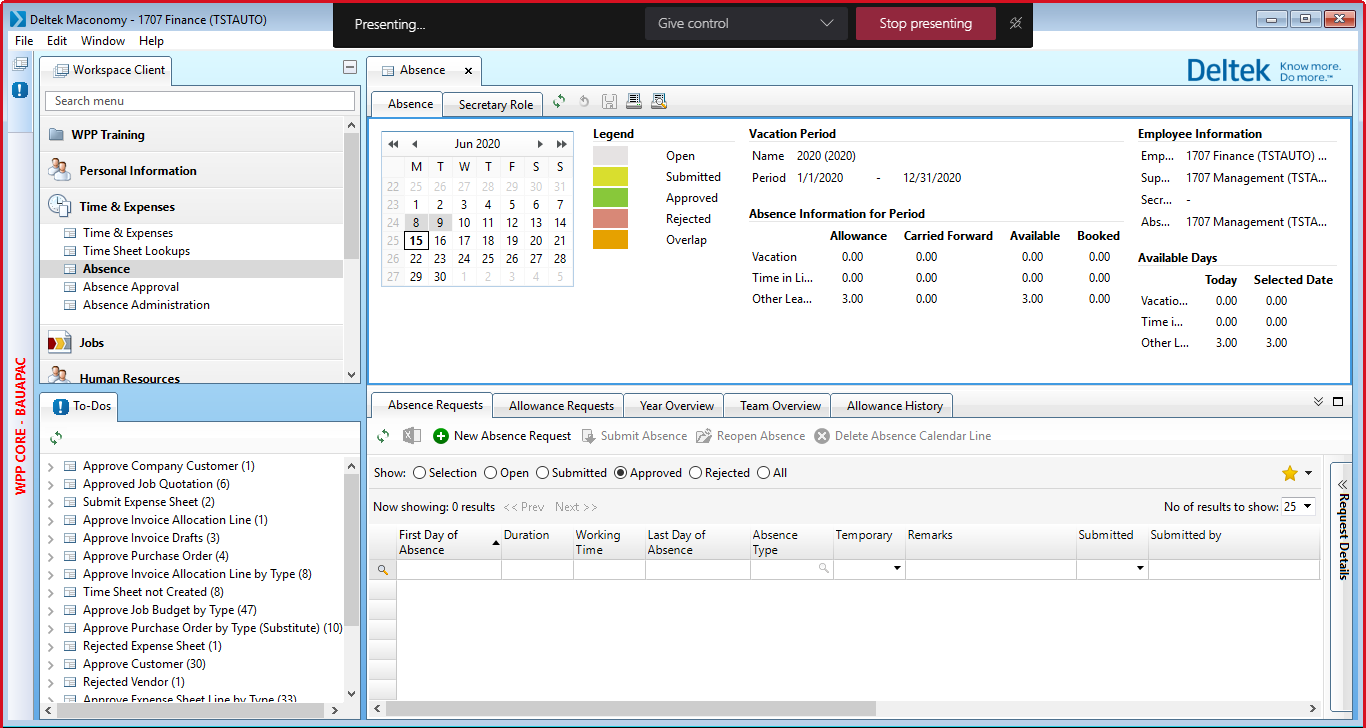 Deltek Maconomy - 1707 Finance (TSTAUTO)
Presenting...
Give control
Stop presenting
File Edit Window Help
Workspace Client
Search menu
WPP Training
Personal Information
Time & Expenses
Time & Expenses
Time Sheet Lookups
Absence
Absence Approval
Absence Administration
Jobs
Human Resources
WPP CORE - BAUAPAC
To-Dos
Approve Company Customer (1)
Approved Job Quotation (6)
Submit Expense Sheet (2)
Approve Invoice Allocation Line (1)
Approve Invoice Drafts (3)
Approve Purchase Order (4)
Approve Invoice Allocation Line by Type (8)
Time Sheet not Created (8)
Approve Job Budget by Type (47)
Approve Purchase Order by Type (Substitute) (10)
Rejected Expense Sheet (1)
Approve Customer (30)
Rejected Vendor (1)
Approve Expense Sheet Line by Type (33)
Absence
Deltek Know more.
Do more.™
Absence Secretary Role
Jun 2020
M T W T F S S
22 25 26 27 28 29 30 31
23 1 2 3 4 5 6 7
24 8 9 10 11 12 13 14
25 15 16 17 18 19 20 21
26 22 23 24 25 26 27 28
27 29 30 1 2 3 4 5
Legend
Open
Submitted
Approved
Rejected
Overlap
Vacation Period
Name 2020 (2020)
Period 1/1/2020 - 12/31/2020
Absence Information for Period
Allowance Carried Forward Available Booked
Vacation 0.00 0.00 0.00 0.00
Time in Li... 0.00 0.00 0.00 0.00
Other Lea... 3.00 0.00 3.00 0.00
Employee Information
Emp... 1707 Finance (TSTAUTO) ...
Sup... 1707 Management (TSTA...
Secr... -
Abs... 1707 Management (TSTA...
Available Days
Today Selected Date
Vacatio... 0.00 0.00
Time i... 0.00 0.00
Other L... 3.00 3.00
Absence Requests Allowance Requests Year Overview Team Overview Allowance History
New Absence Request Submit Absence Reopen Absence Delete Absence Calendar Line
Show: Selection Open Submitted Approved Rejected All
Now showing: 0 results << Prev Next >> No of results to show: 25
First Day of Absence Duration Working Time Last Day of Absence Absence Type Temporary Remarks Submitted Submitted by
Request Details